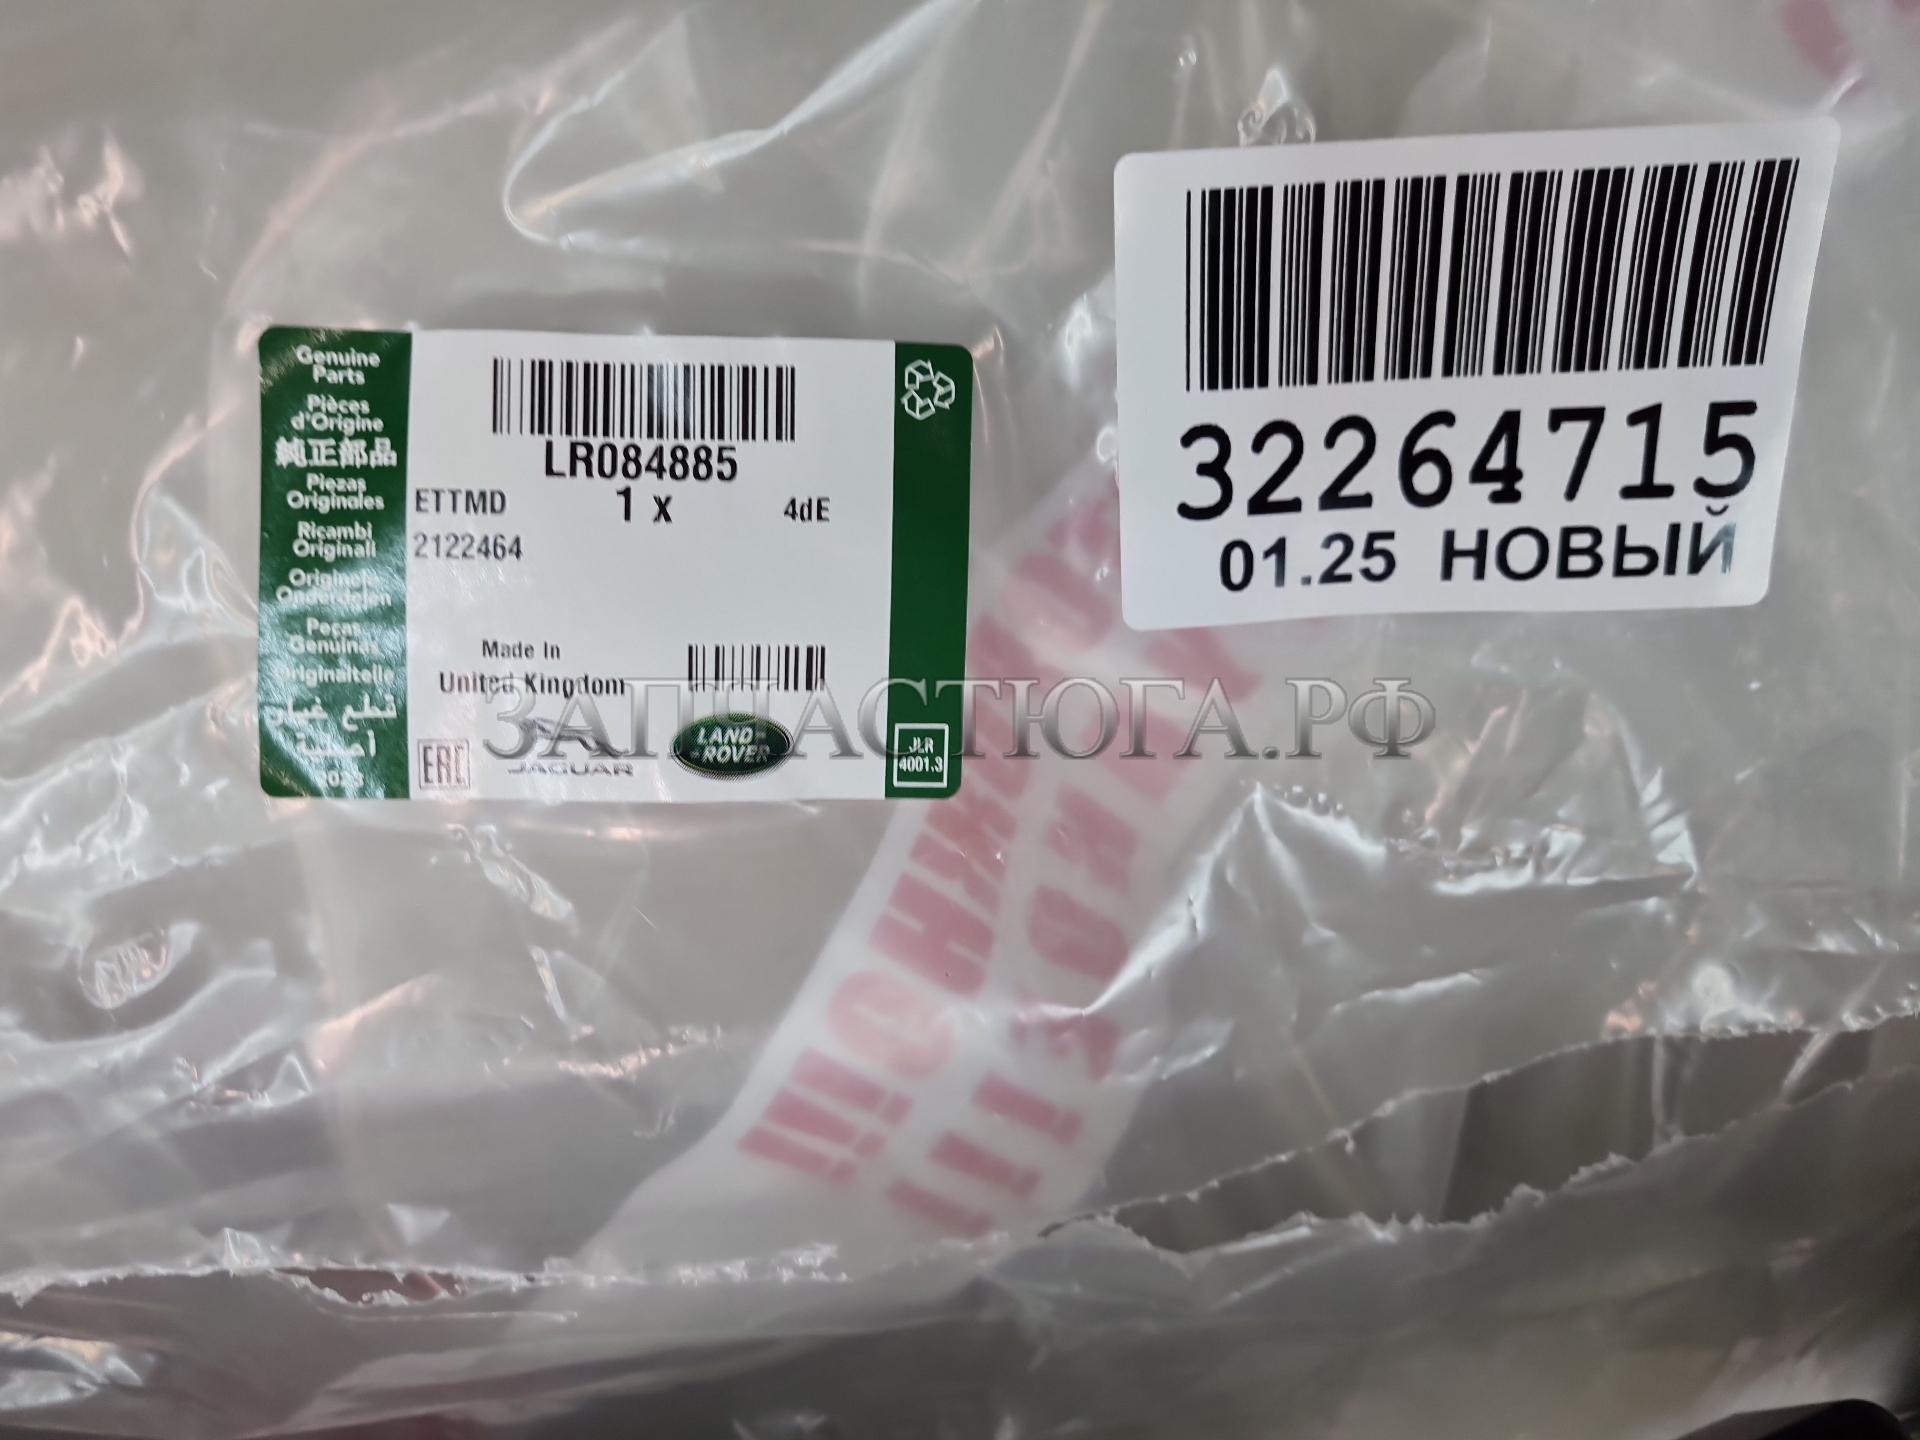 Genuine
Parts
Pièces
d'Origine
純正部品
Piezas
Originales
Ricambi
Originali
Originele
Onderdelen
Peças
Genuinas
Originalteile
قطع غيار
أصلية
LR084885
ETTMD
1 x
4dE
2122464
Made In
United Kingdom
EAC
JAGUAR
LAND-
-ROVER
JLR
4001.3
32264715
01.25 НОВЫЙ
ЗАПЧАСТЮГА.РФ